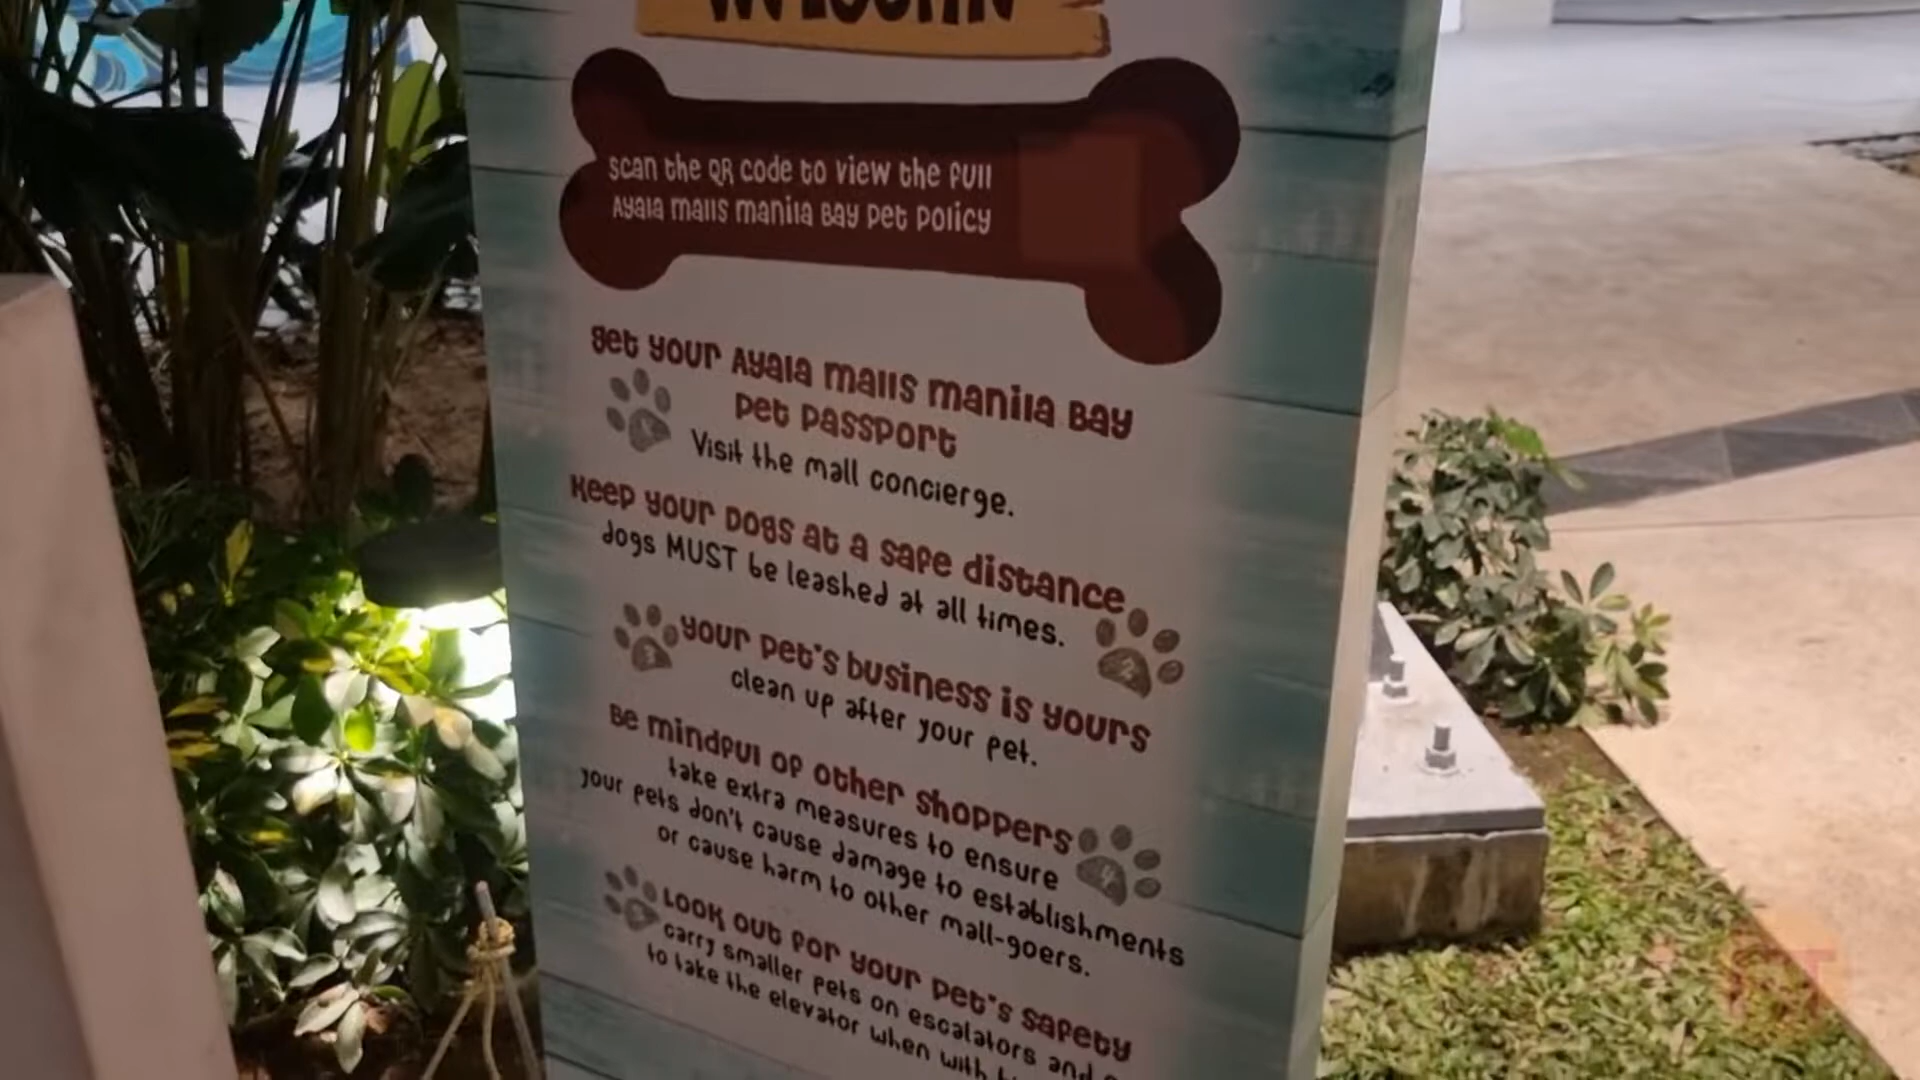 scan the QR code to view the full
Ayala malls manila Bay pet policy
get your Ayala malls manila Bay
pet passport
Visit the mall concierge.
Keep your dogs at a safe distance
dogs MUST be leashed at all times.
2
3
your pet's business is yours
clean up after your pet.
Be mindful of other shoppers
take extra measures to ensure
your pets don't cause damage to establishments
or cause harm to other mall-goers.
4
Look out for your pet's safety
carry smaller pets on escalators and
to take the elevator when with